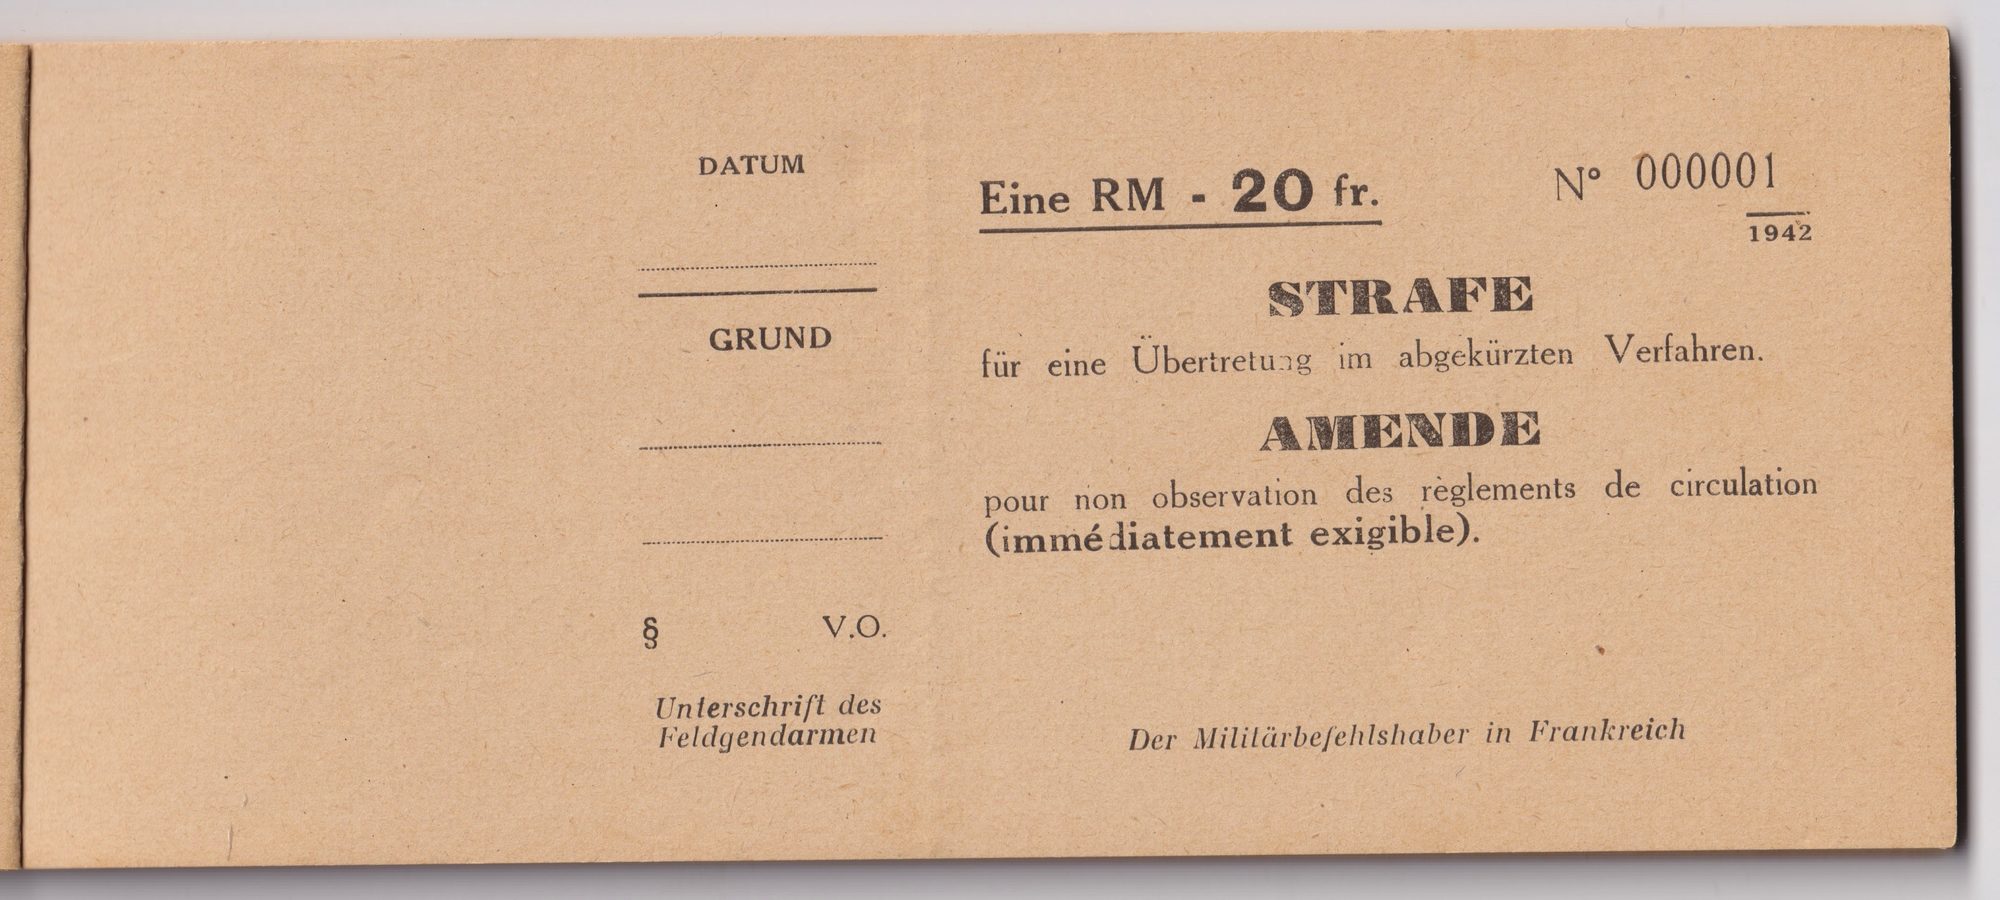 DATUM
GRUND
§ V.O.
Unterschrift des
Feldgendarmen
Eine RM - 20 fr.
N° 000001
1942
STRAFE
für eine Übertretung im abgekürzten Verfahren.
AMENDE
pour non observation des règlements de circulation
(immédiatement exigible).
Der Militärbefehlshaber in Frankreich